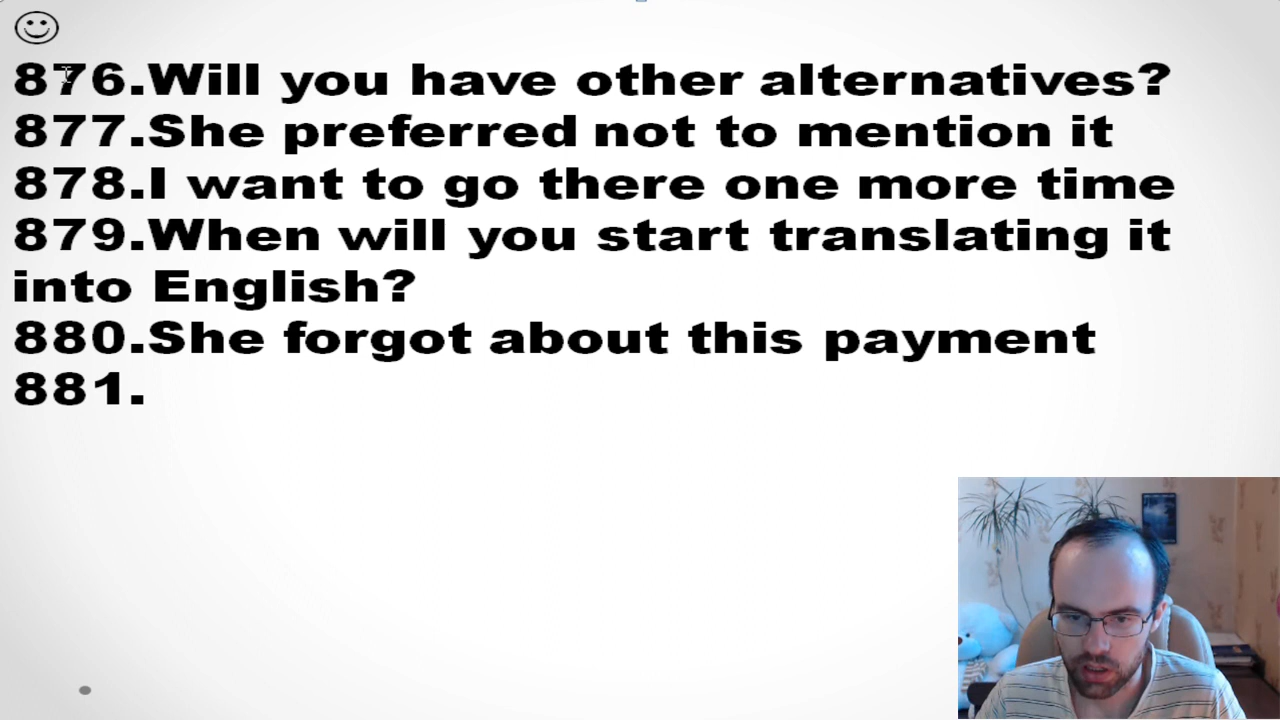 876.Will you have other alternatives?
877.She preferred not to mention it
878.I want to go there one more time
879.When will you start translating it
into English?
880.She forgot about this payment
881.